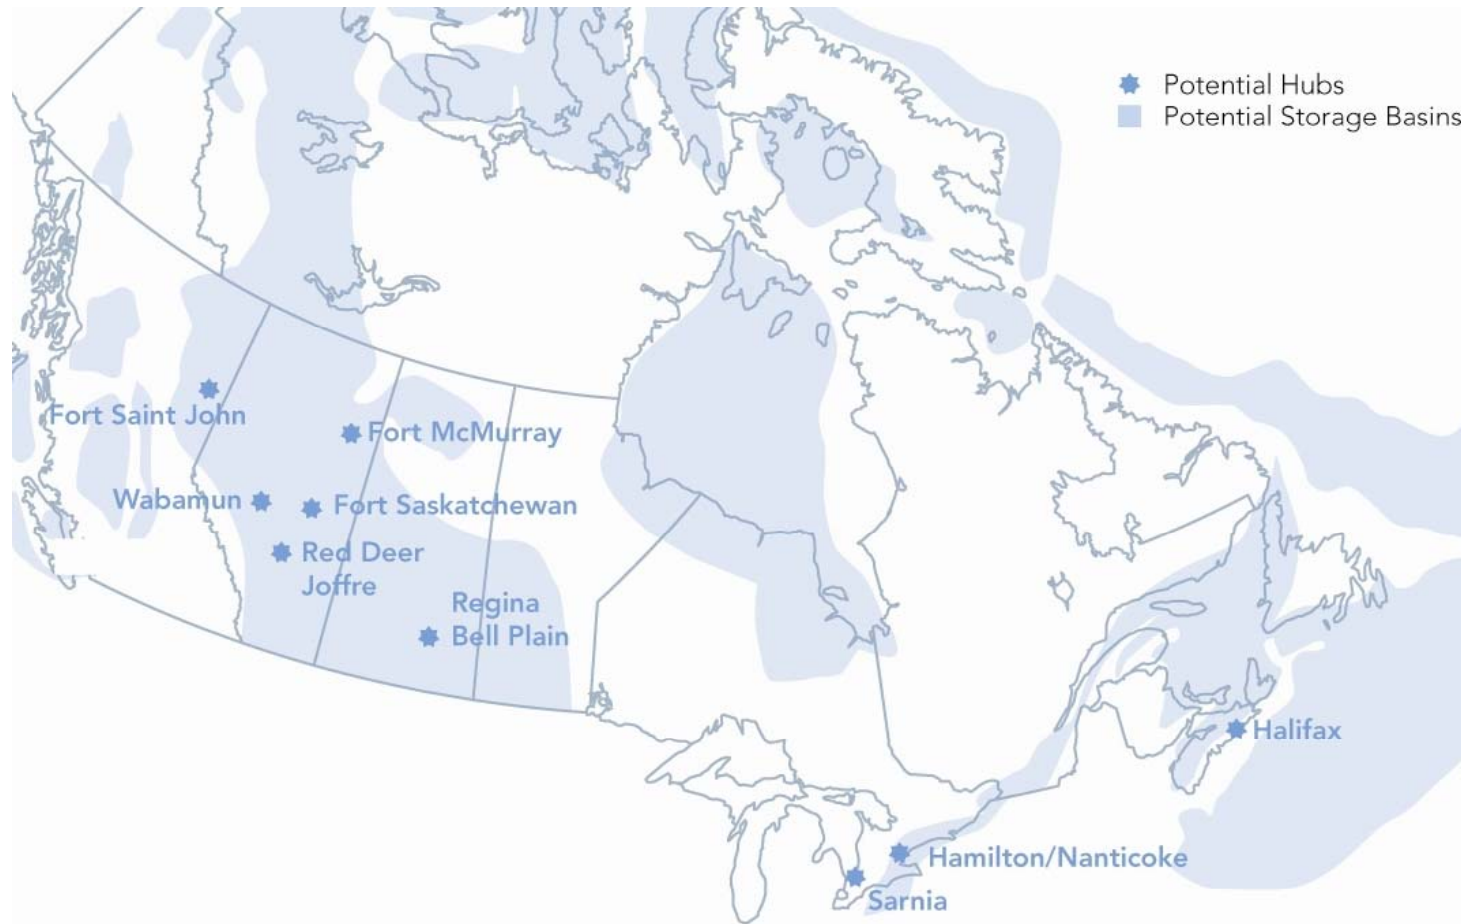 Potential Hubs
Potential Storage Basins
Fort Saint John
Fort McMurray
Wabamun
Fort Saskatchewan
Red Deer
Joffre
Regina
Bell Plain
Halifax
Hamilton/Nanticoke
Sarnia